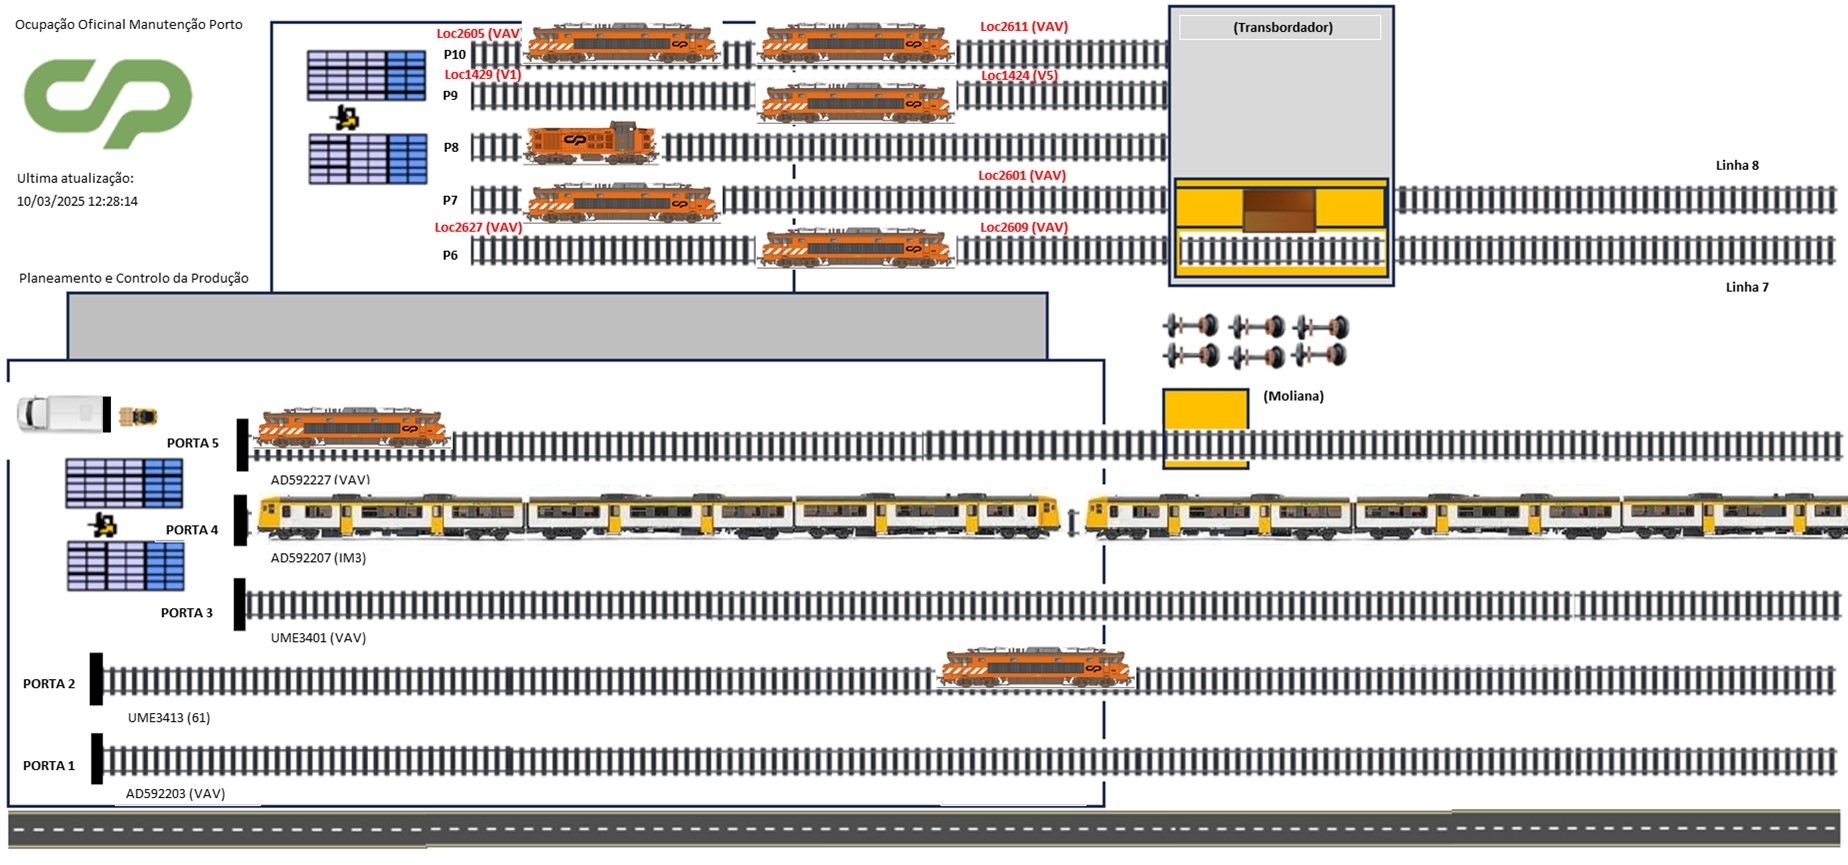 Ocupação Oficinal Manutenção Porto
Ultima atualização:
10/03/2025 12:28:14
Planeamento e Controlo da Produção
Loc2605 (VAV)
Loc2611 (VAV)
P10
Loc1429 (V1)
Loc1424 (V5)
P9
P8
Loc2601 (VAV)
P7
Loc2627 (VAV)
Loc2609 (VAV)
P6
(Transbordador)
Linha 8
Linha 7
(Moliana)
PORTA 5
AD592227 (VAV)
PORTA 4
AD592207 (IM3)
PORTA 3
UME3401 (VAV)
PORTA 2
UME3413 (61)
PORTA 1
AD592203 (VAV)